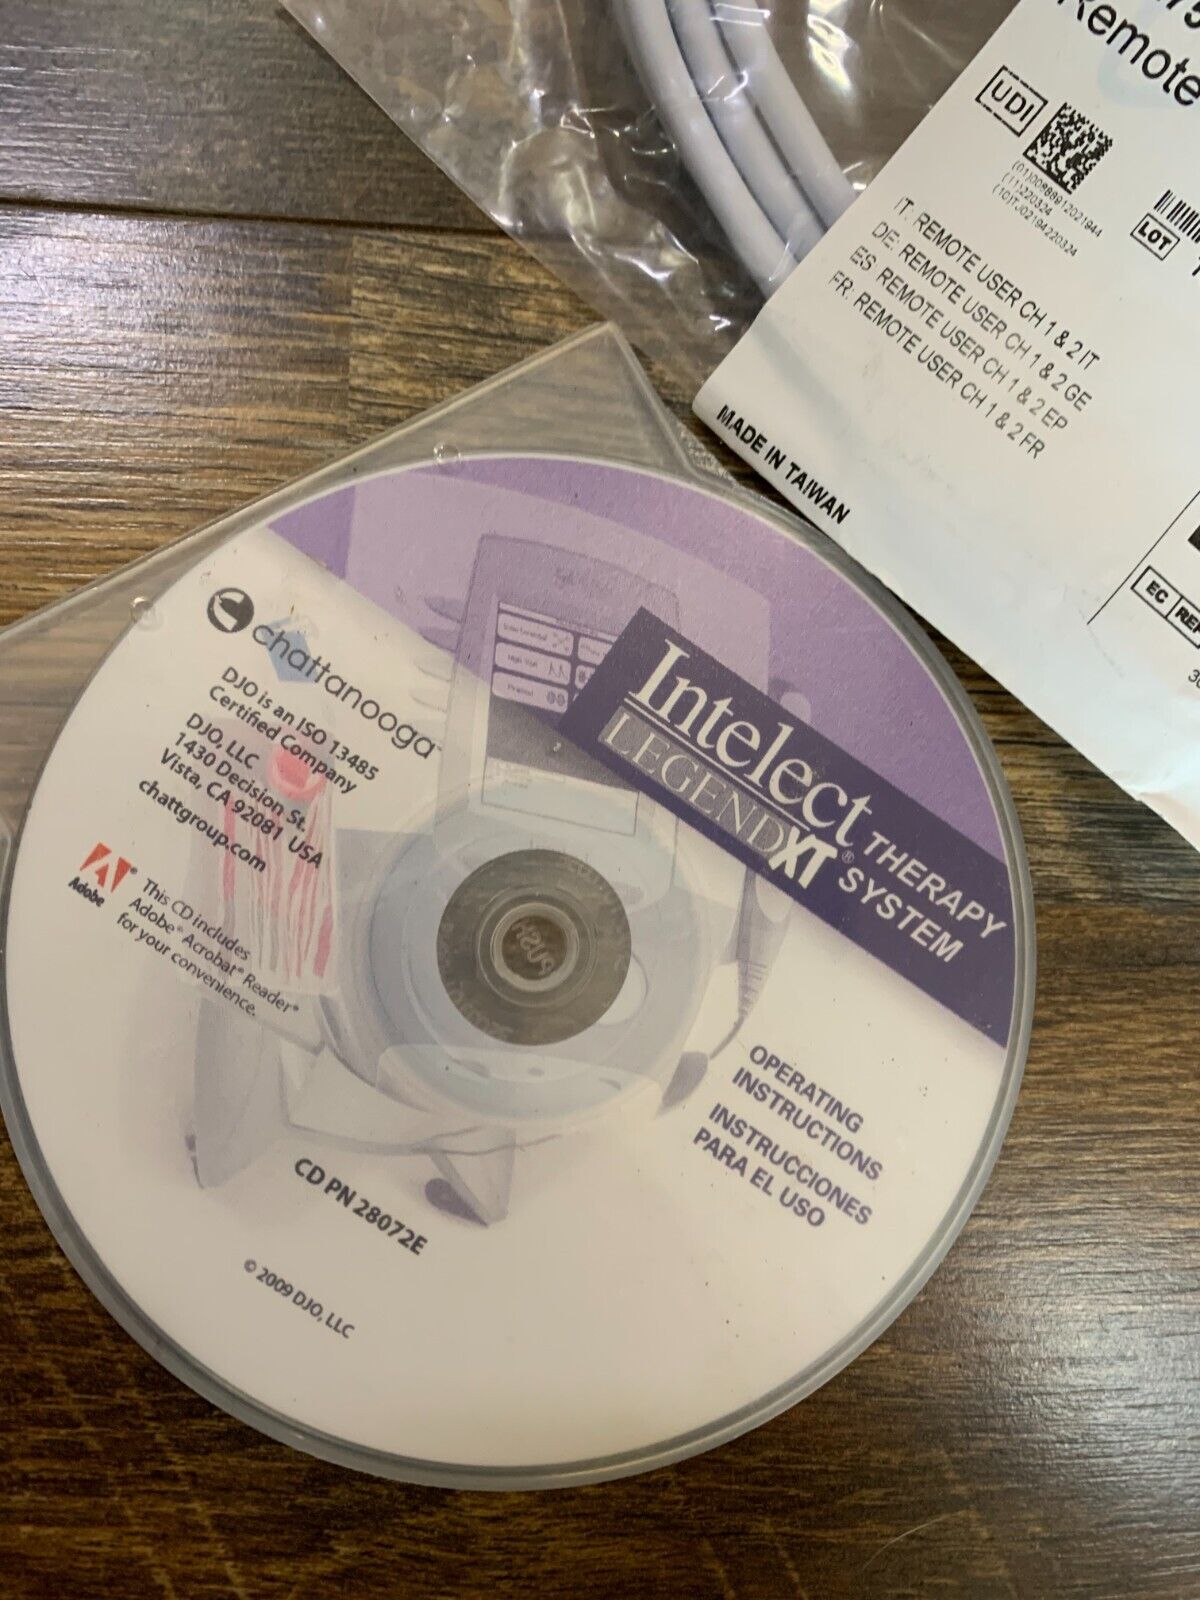 Remote
UDI
(01)00888912021944
(11)220324
(10)TJ02194220324
LOT
IT: REMOTE USER CH 1 & 2 IT
DE: REMOTE USER CH 1 & 2 GE
ES: REMOTE USER CH 1 & 2 EP
FR: REMOTE USER CH 1 & 2 FR
MADE IN TAIWAN
EC REP
chattanooga™
DJO is an ISO 13485
Certified Company
DJO, LLC
1430 Decision St.
Vista, CA 92081 USA
chattgroup.com
Adobe®
This CD includes
Adobe® Acrobat® Reader®
for your convenience.
Intelect
LEGEND XT®
THERAPY
SYSTEM
OPERATING
INSTRUCTIONS
INSTRUCCIONES
PARA EL USO
CD PN 28072E
© 2009 DJO, LLC